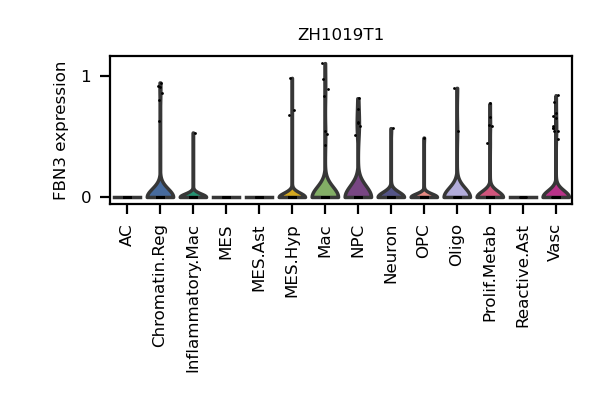 ZH1019T1
FBN3 expression
1
0
AC
Chromatin.Reg
Inflammatory.Mac
MES
MES.Ast
MES.Hyp
Mac
NPC
Neuron
OPC
Oligo
Prolif.Metab
Reactive.Ast
Vasc